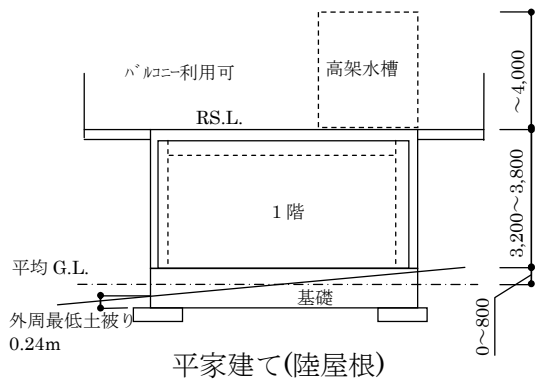 バルコニー利用可
高架水槽
～4,000
RS.L.
1階
3,200～3,800
平均 G.L.
基礎
外周最低土被り
0.24m
0～800
平家建て(陸屋根)